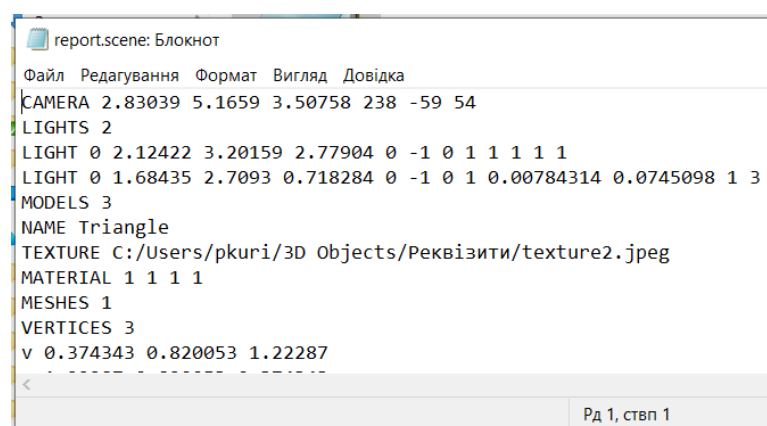 report.scene: Блокнот
Файл Редагування Формат Вигляд Довідка
CAMERA 2.83039 5.1659 3.50758 238 -59 54
LIGHTS 2
LIGHT 0 2.12422 3.20159 2.77904 0 -1 0 1 1 1 1 1
LIGHT 0 1.68435 2.7093 0.718284 0 -1 0 1 0.00784314 0.0745098 1 3
MODELS 3
NAME Triangle
TEXTURE C:/Users/pkuri/3D Objects/Реквізити/texture2.jpeg
MATERIAL 1 1 1 1
MESHES 1
VERTICES 3
v 0.374343 0.820053 1.22287
Рд 1, ствп 1